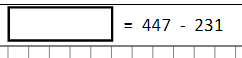 = 447 - 231